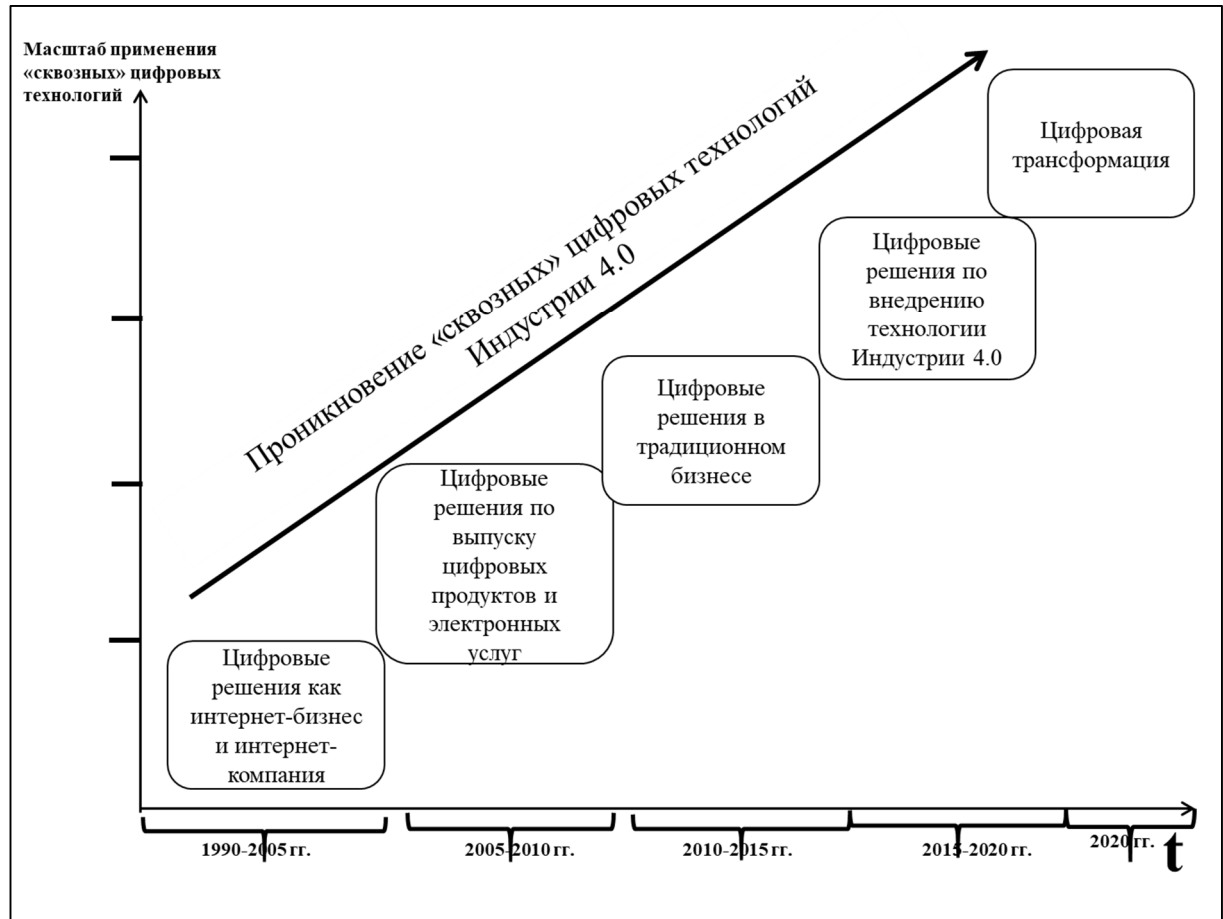 Масштаб применения
«сквозных» цифровых
технологий
Проникновение «сквозных» цифровых технологий
Индустрии 4.0
Цифровая
трансформация
Цифровые
решения по
внедрению
технологии
Индустрии 4.0
Цифровые
решения в
традиционном
бизнесе
Цифровые
решения по
выпуску
цифровых
продуктов и
электронных
услуг
Цифровые
решения как
интернет-бизнес
и интернет-
компания
1990-2005 гг.
2005-2010 гг.
2010-2015 гг.
2015-2020 гг.
2020 гг.
t